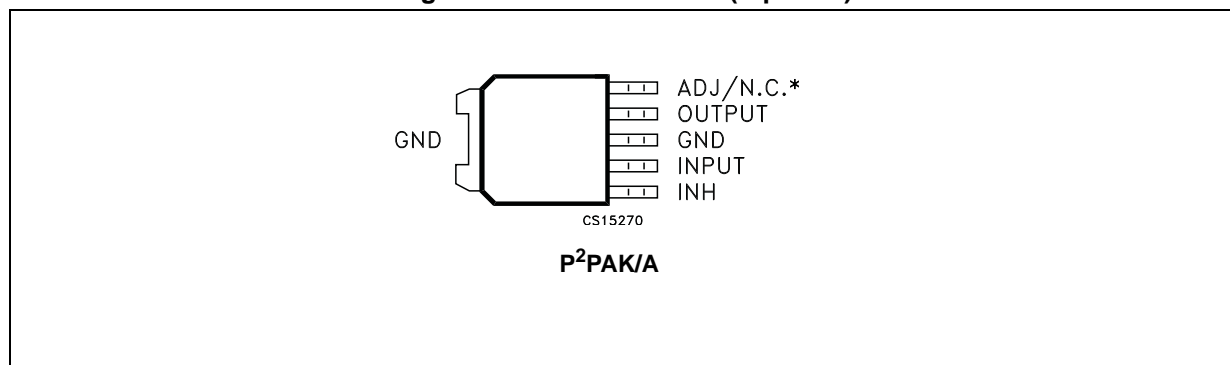 ADJ/N.C.*
OUTPUT
GND
GND
INPUT
INH
CS15270
P²PAK/A